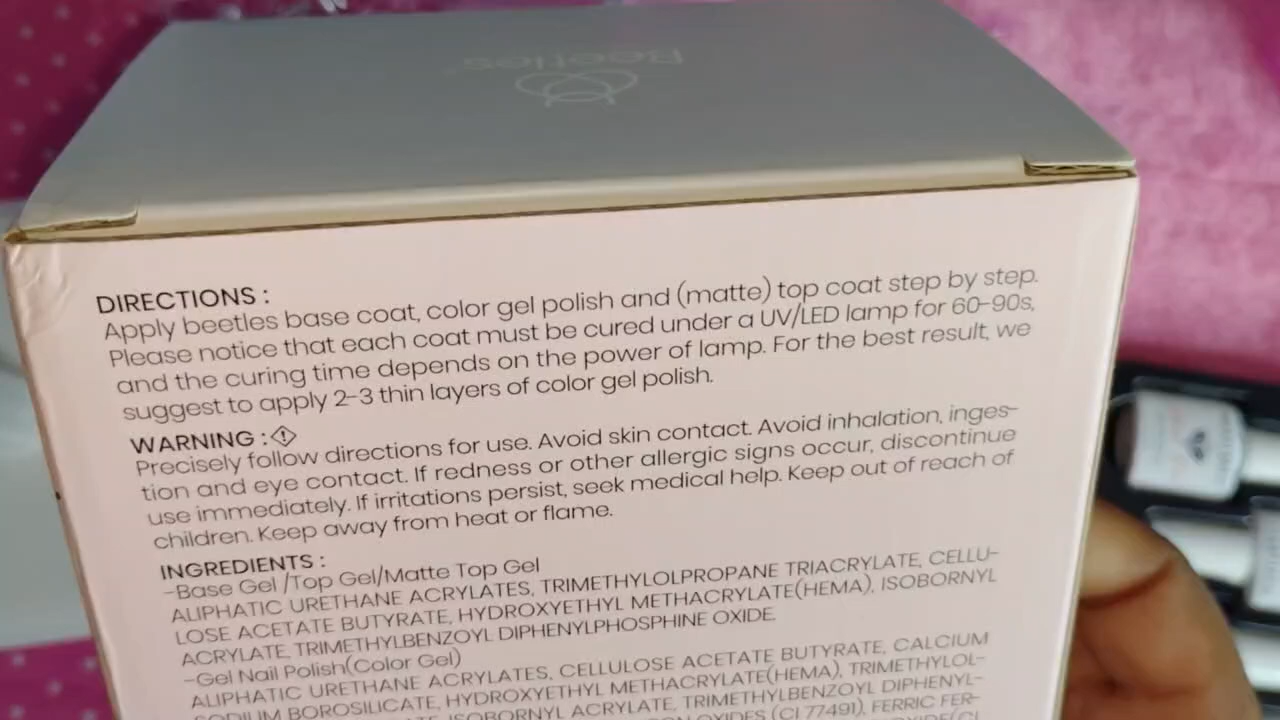 Beetles
DIRECTIONS :
Apply beetles base coat, color gel polish and (matte) top coat step by step.
Please notice that each coat must be cured under a UV/LED lamp for 60-90s,
and the curing time depends on the power of lamp. For the best result, we
suggest to apply 2-3 thin layers of color gel polish.
WARNING :
Precisely follow directions for use. Avoid skin contact. Avoid inhalation, inges-
tion and eye contact. If redness or other allergic signs occur, discontinue
use immediately. If irritations persist, seek medical help. Keep out of reach of
children. Keep away from heat or flame.
INGREDIENTS :
-Base Gel /Top Gel/Matte Top Gel
ALIPHATIC URETHANE ACRYLATES, TRIMETHYLOLPROPANE TRIACRYLATE, CELLU-
LOSE ACETATE BUTYRATE, HYDROXYETHYL METHACRYLATE(HEMA), ISOBORNYL
ACRYLATE, TRIMETHYLBENZOYL DIPHENYLPHOSPHINE OXIDE.
-Gel Nail Polish(Color Gel)
ALIPHATIC URETHANE ACRYLATES, CELLULOSE ACETATE BUTYRATE, CALCIUM
SODIUM BOROSILICATE, HYDROXYETHYL METHACRYLATE(HEMA), TRIMETHYLOL-
ISOBORNYL ACRYLATE, TRIMETHYLBENZOYL DIPHENYL-
OXIDES (CI 77491), FERRIC FER-